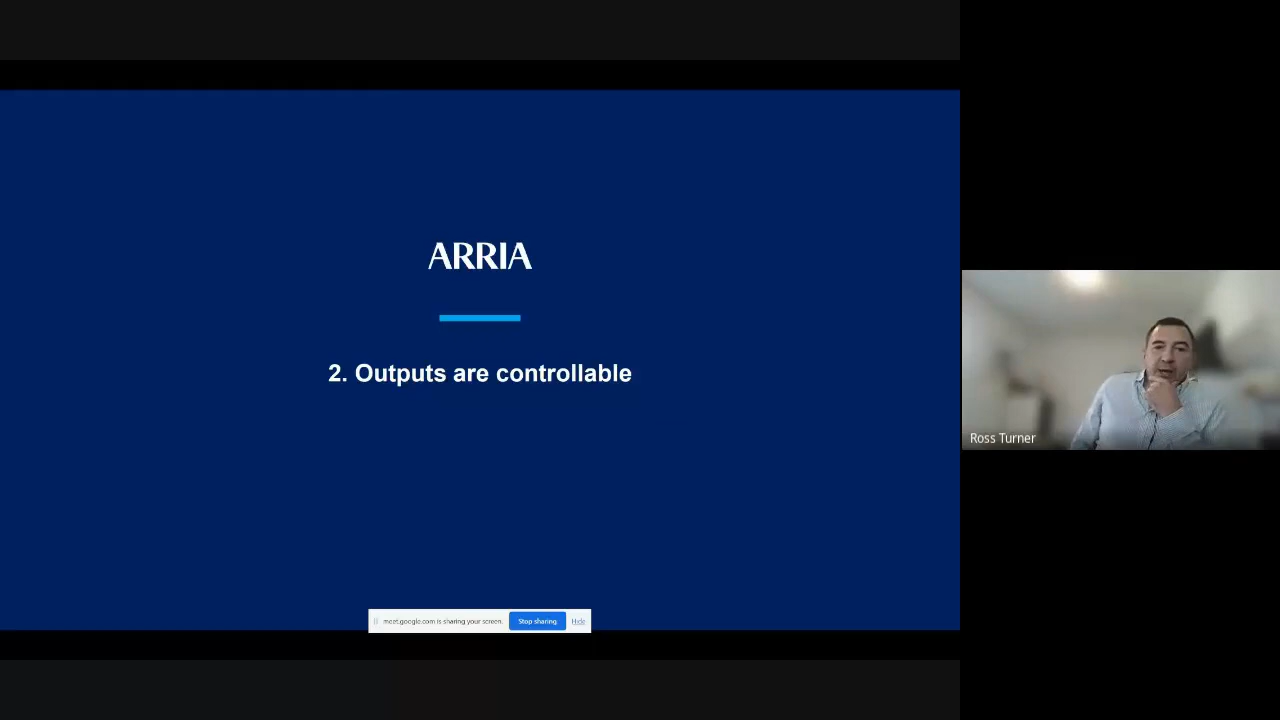 ARRIA
2. Outputs are controllable
meet.google.com is sharing your screen. Stop sharing Hide
Ross Turner